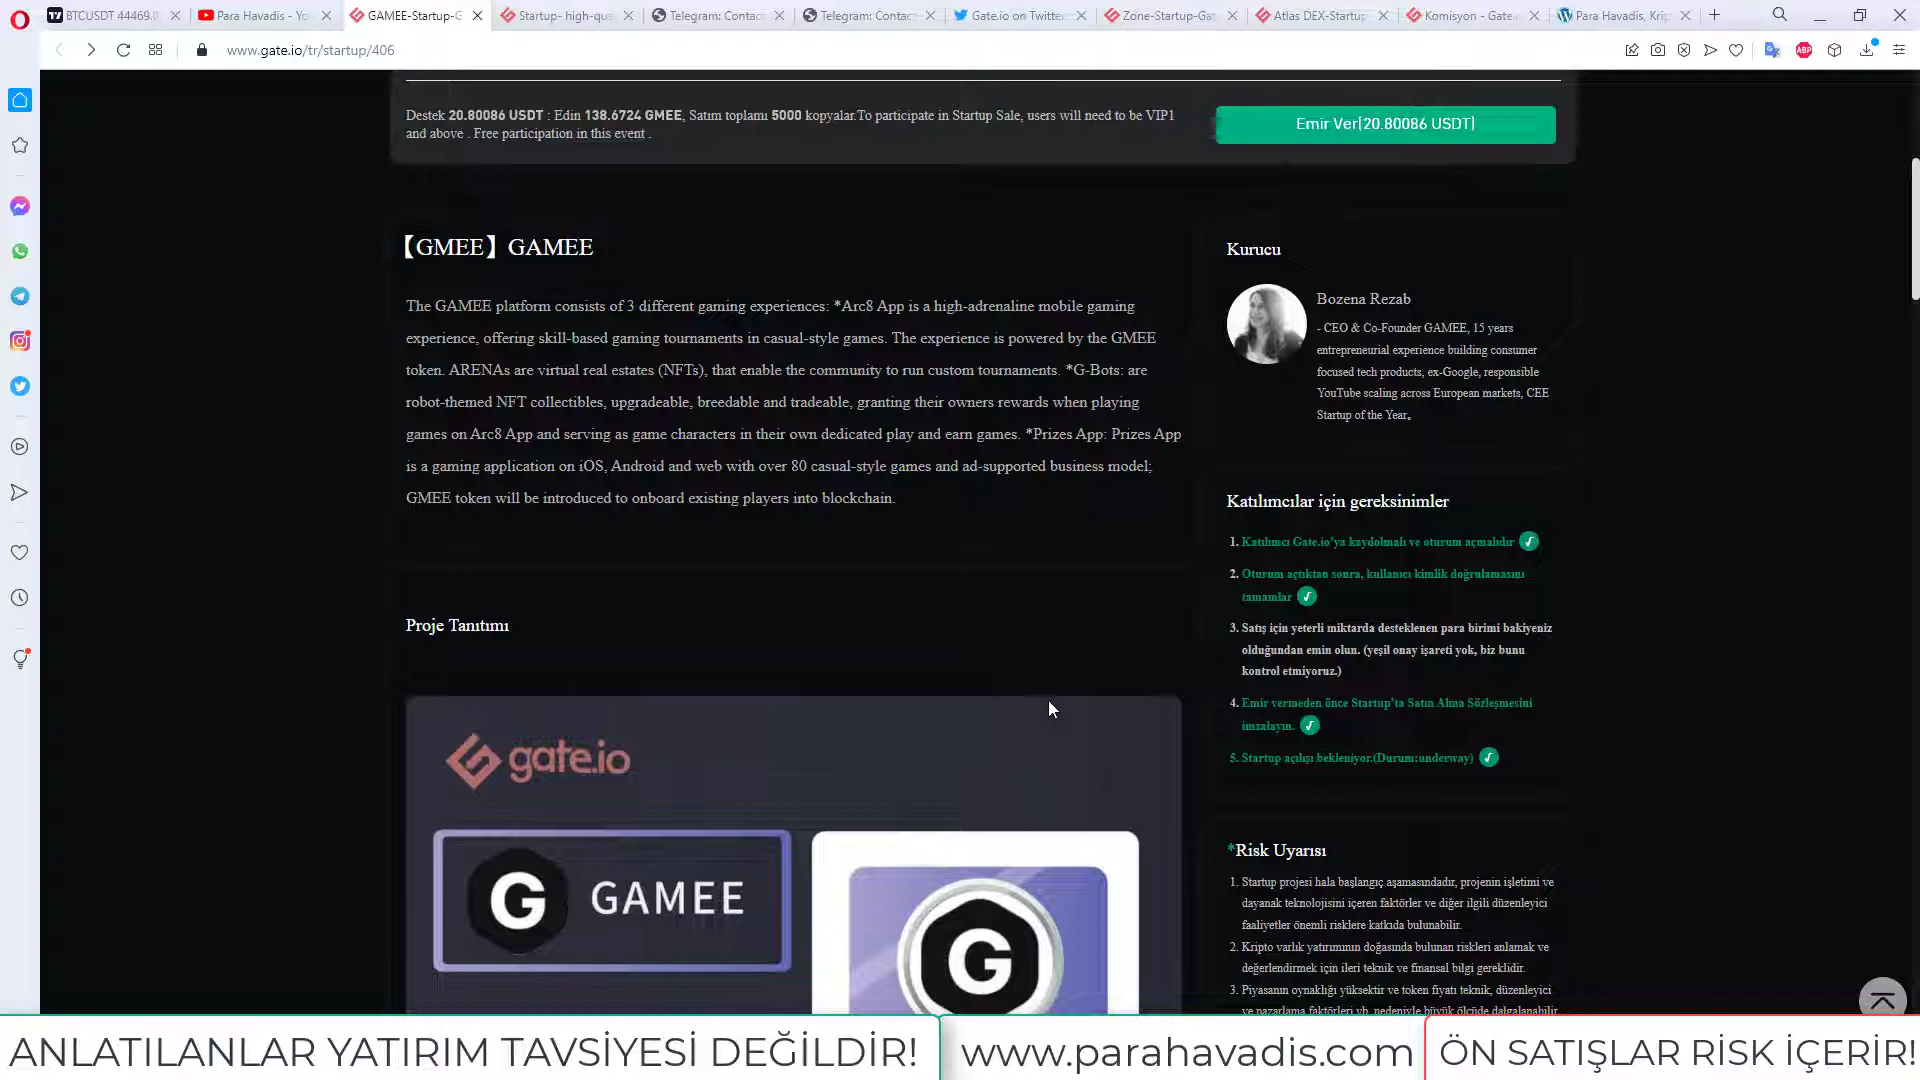 BTCUSDT 44469.0
Para Havadis - Yo
GAMEE-Startup-G
Startup- high-qua
Telegram: Contac
Telegram: Contac
Gate.io on Twitte
Zone-Startup-Gat
Atlas DEX-Startup
Komisyon - Gate.i
Para Havadis, Krip
www.gate.io/tr/startup/406
ABP
Destek 20.80086 USDT : Edin 138.6724 GMEE, Satım toplamı 5000 kopyalar.To participate in Startup Sale, users will need to be VIP1
and above . Free participation in this event .
Emir Ver[20.80086 USDT]
【GMEE】GAMEE
The GAMEE platform consists of 3 different gaming experiences: *Arc8 App is a high-adrenaline mobile gaming
experience, offering skill-based gaming tournaments in casual-style games. The experience is powered by the GMEE
token. ARENAs are virtual real estates (NFTs), that enable the community to run custom tournaments. *G-Bots: are
robot-themed NFT collectibles, upgradeable, breedable and tradeable, granting their owners rewards when playing
games on Arc8 App and serving as game characters in their own dedicated play and earn games. *Prizes App: Prizes App
is a gaming application on iOS, Android and web with over 80 casual-style games and ad-supported business model;
GMEE token will be introduced to onboard existing players into blockchain.
Proje Tanıtımı
gate.io
G GAMEE
G
Kurucu
Bozena Rezab
- CEO & Co-Founder GAMEE, 15 years
entrepreneurial experience building consumer
focused tech products, ex-Google, responsible
YouTube scaling across European markets, CEE
Startup of the Year。
Katılımcılar için gereksinimler
1. Katılımcı Gate.io'ya kaydolmalı ve oturum açmalıdır
2. Oturum açtıktan sonra, kullanıcı kimlik doğrulamasını
tamamlar
3. Satış için yeterli miktarda desteklenen para birimi bakiyeniz
olduğundan emin olun. (yeşil onay işareti yok, biz bunu
kontrol etmiyoruz.)
4. Emir vermeden önce Startup'ta Satın Alma Sözleşmesini
imzalayın.
5. Startup açılışı bekleniyor.(Durum:underway)
*Risk Uyarısı
1. Startup projesi hala başlangıç aşamasındadır, projenin işletimi ve
dayanak teknolojisini içeren faktörler ve diğer ilgili düzenleyici
faaliyetler önemli risklere katkıda bulunabilir.
2. Kripto varlık yatırımının doğasında bulunan riskleri anlamak ve
değerlendirmek için ileri teknik ve finansal bilgi gereklidir.
3. Piyasanın oynaklığı yüksektir ve token fiyatı teknik, düzenleyici
ve pazarlama faktörleri vb. nedeniyle büyük ölçüde dalgalanabilir
ANLATILANLAR YATIRIM TAVSİYESİ DEĞİLDİR!
www.parahavadis.com
ÖN SATIŞLAR RİSK İÇERİR!